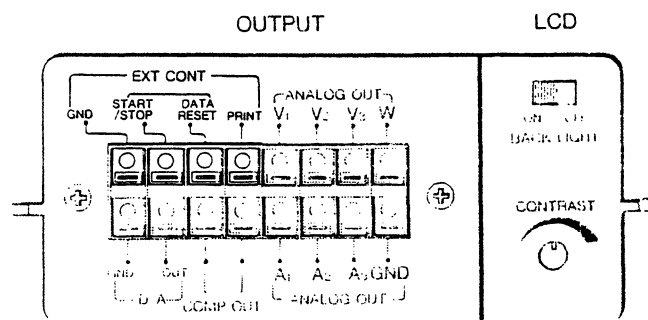 OUTPUT
LCD
EXT CONT
GND
START
/STOP
DATA
RESET
PRINT
ANALOG OUT
V₁ V₂ V₃ W
BACK LIGHT
CONTRAST
GND OUT A₁ A₂ A₃ GND
D A
COMP OUT
ANALOG OUT